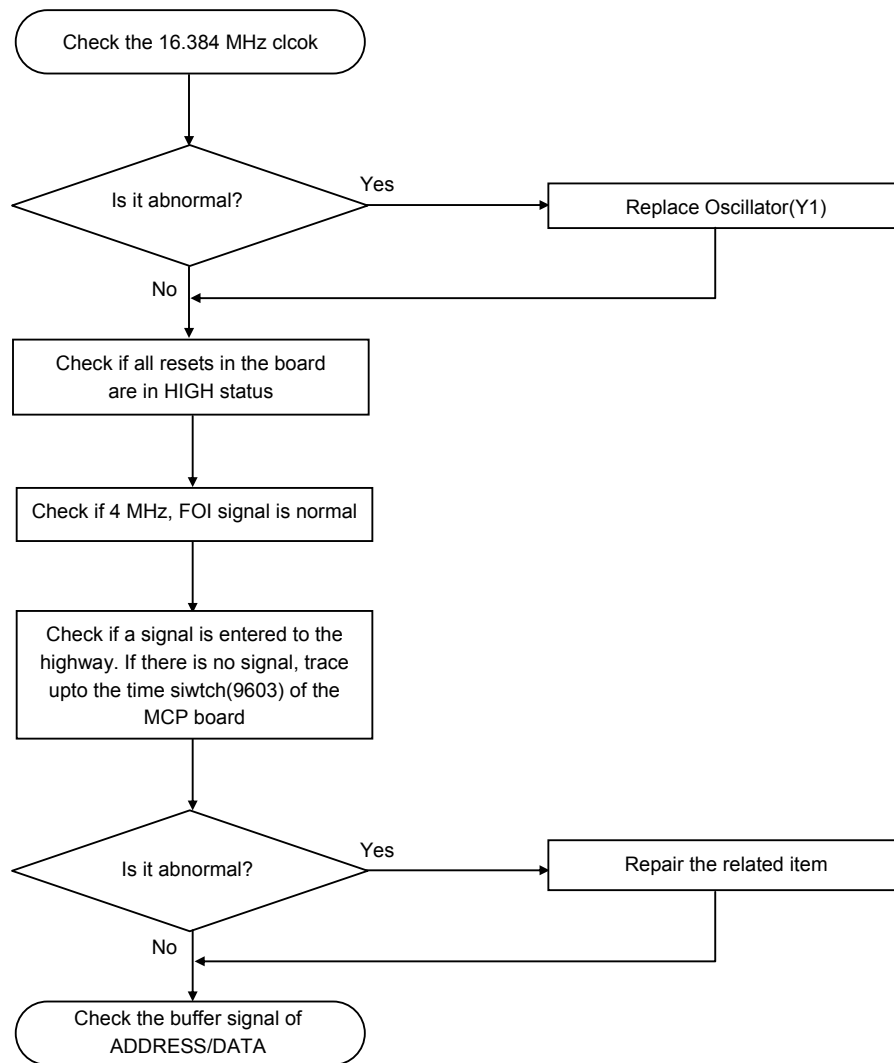 Check the 16.384 MHz clcok
Is it abnormal?
Yes
Replace Oscillator(Y1)
No
Check if all resets in the board
are in HIGH status
Check if 4 MHz, FOI signal is normal
Check if a signal is entered to the
highway. If there is no signal, trace
upto the time siwtch(9603) of the
MCP board
Is it abnormal?
Yes
Repair the related item
No
Check the buffer signal of
ADDRESS/DATA